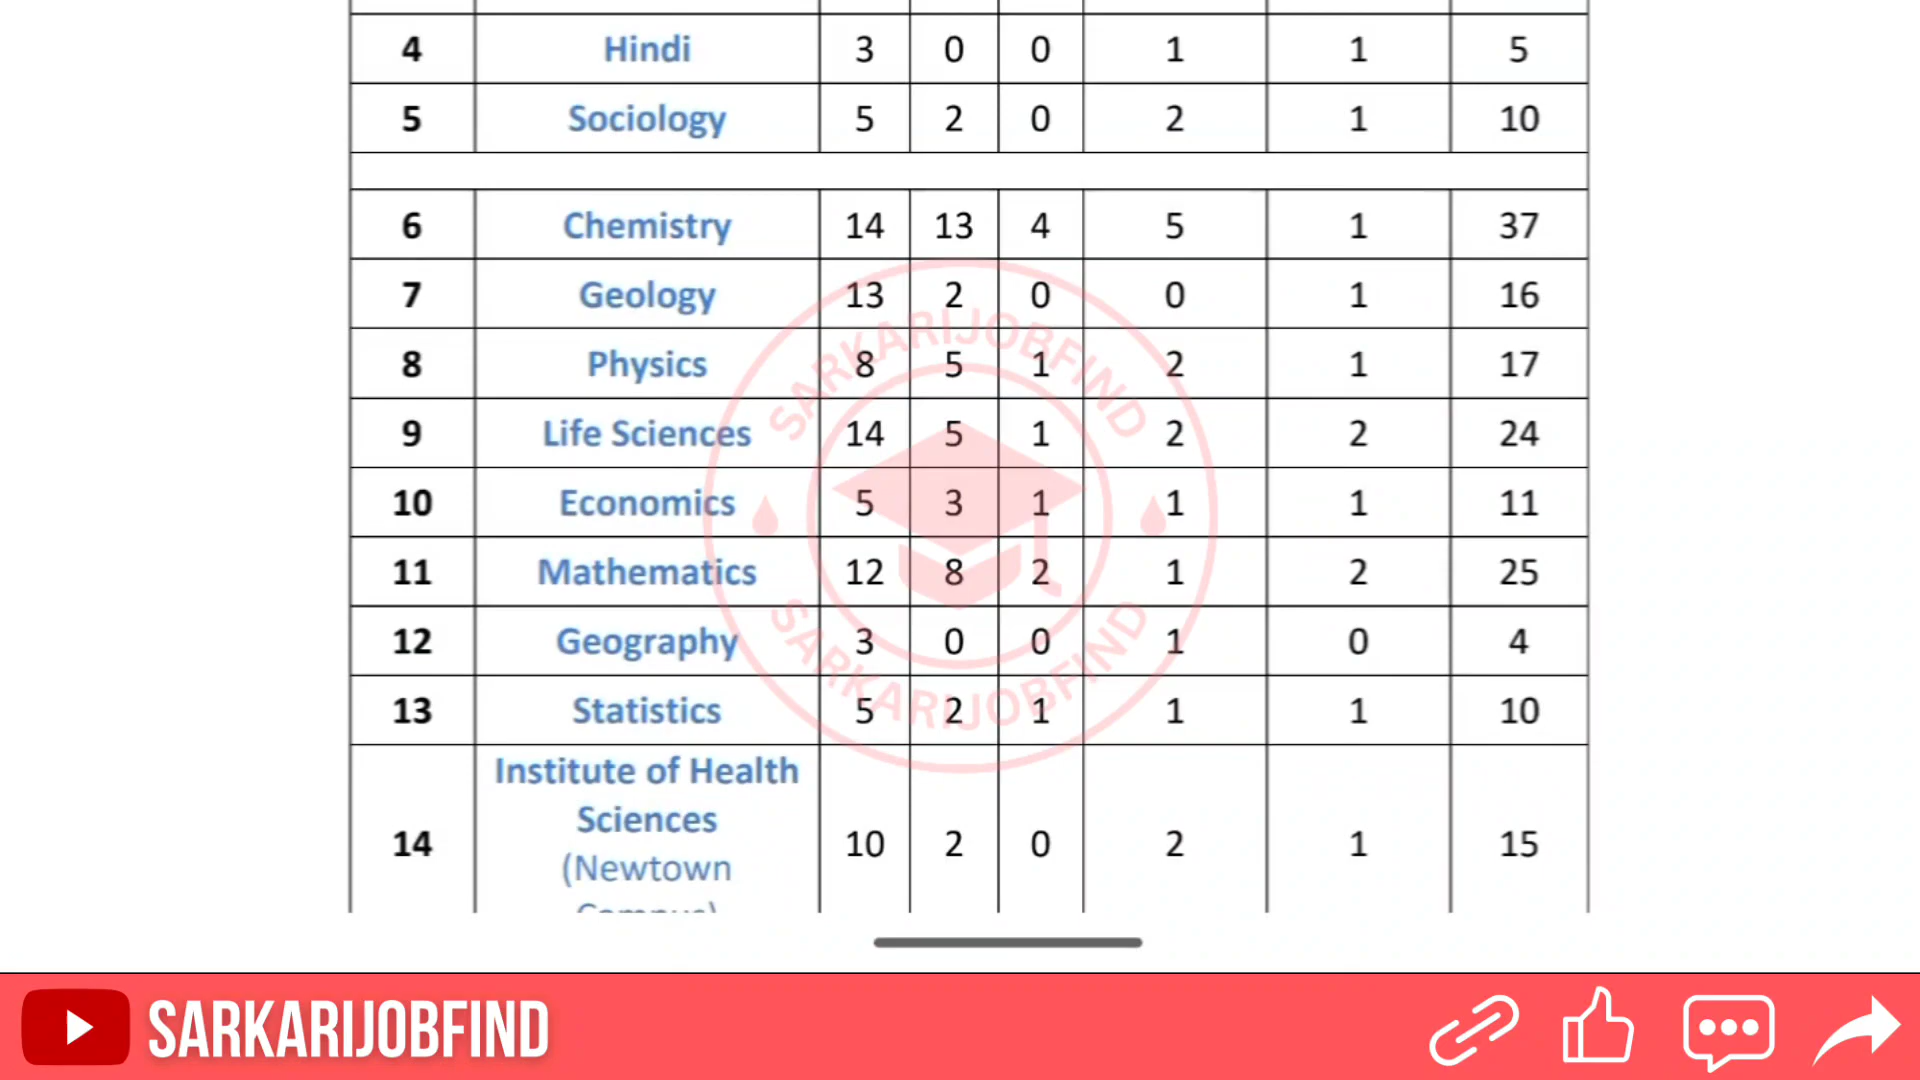 4 Hindi 3 0 0 1 1 5
5 Sociology 5 2 0 2 1 10
6 Chemistry 14 13 4 5 1 37
7 Geology 13 2 0 0 1 16
8 Physics 8 5 1 2 1 17
9 Life Sciences 14 5 1 2 2 24
10 Economics 5 3 1 1 1 11
11 Mathematics 12 8 2 1 2 25
12 Geography 3 0 0 1 0 4
13 Statistics 5 2 1 1 1 10
Institute of Health
Sciences
14 10 2 0 2 1 15
(Newtown
SARKARIJOBFIND
SARKARIJOBFIND
SARKARIJOBFIND